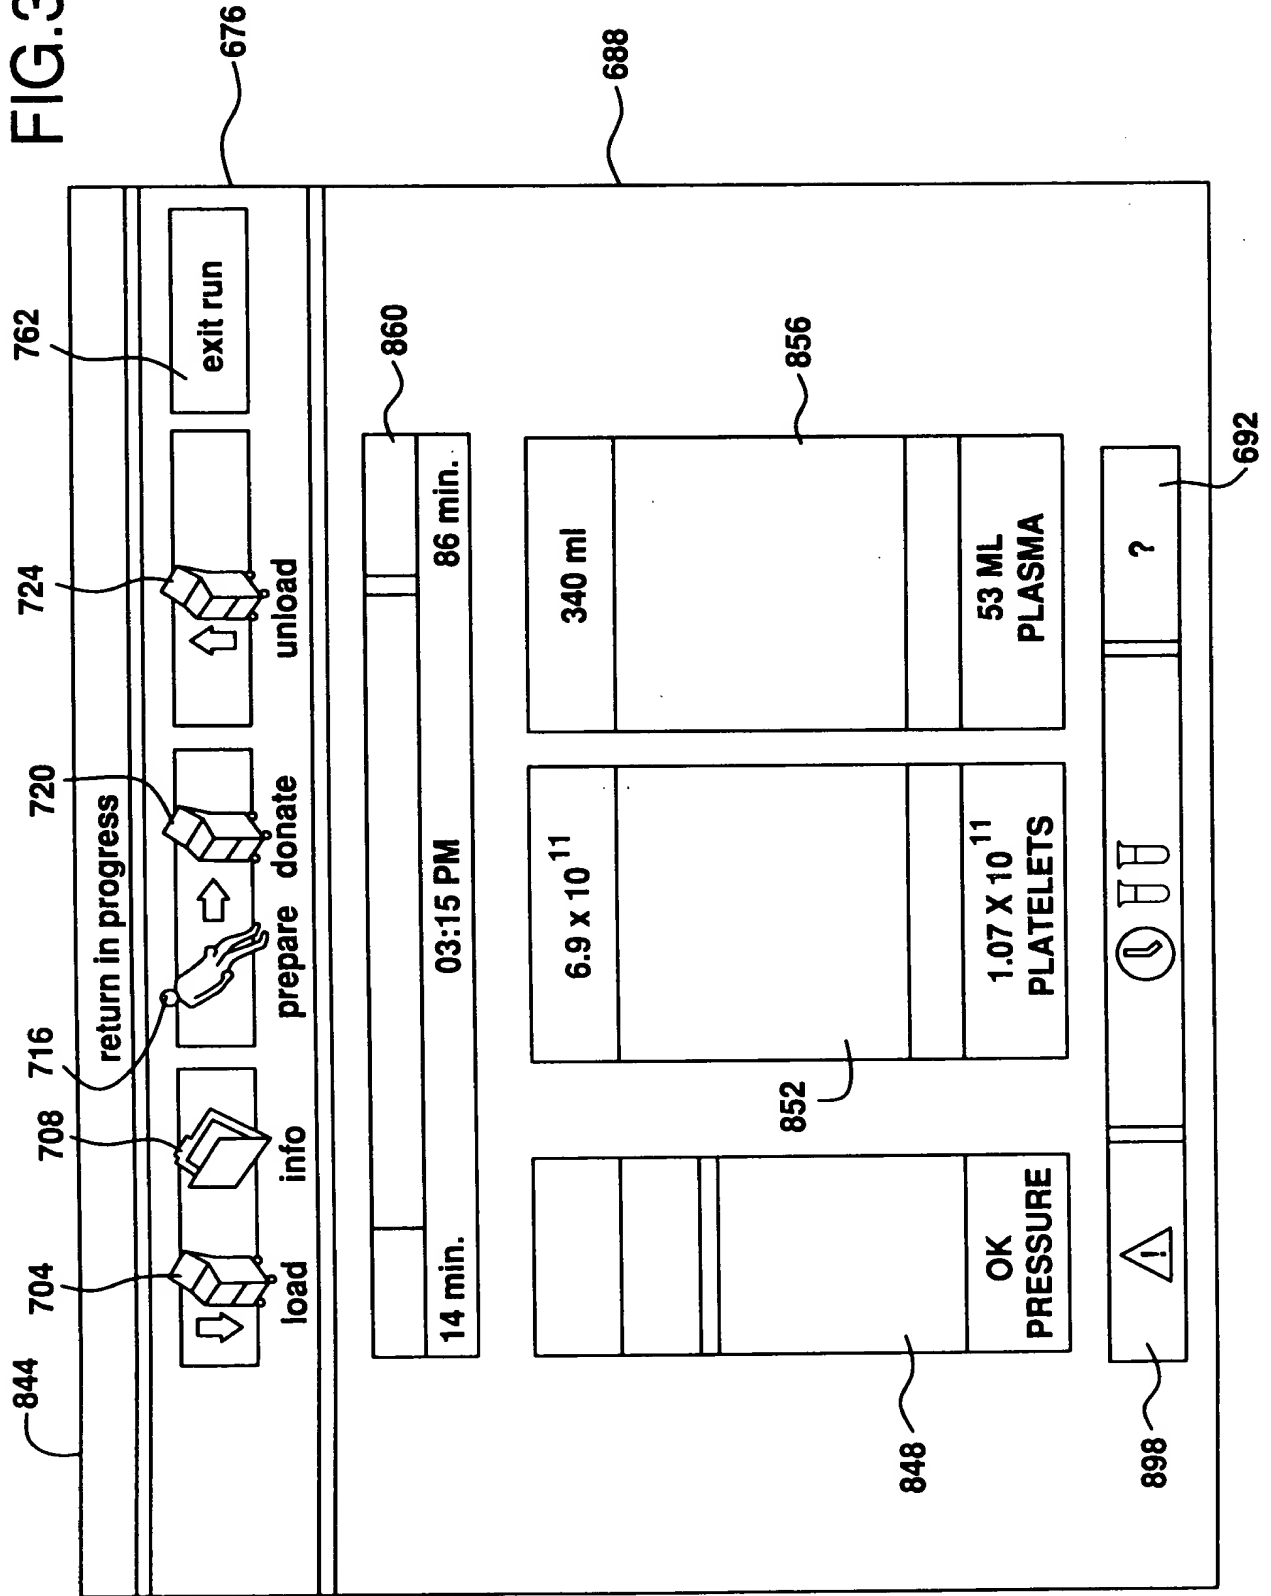 FIG.3
844
704
708
716
720
724
762
676
return in progress
exit run
load
info
prepare
donate
unload
688
860
14 min.
03:15 PM
86 min.
6.9 x 10¹¹
340 ml
856
852
848
OK
PRESSURE
1.07 X 10¹¹
PLATELETS
53 ML
PLASMA
!
?
898
692